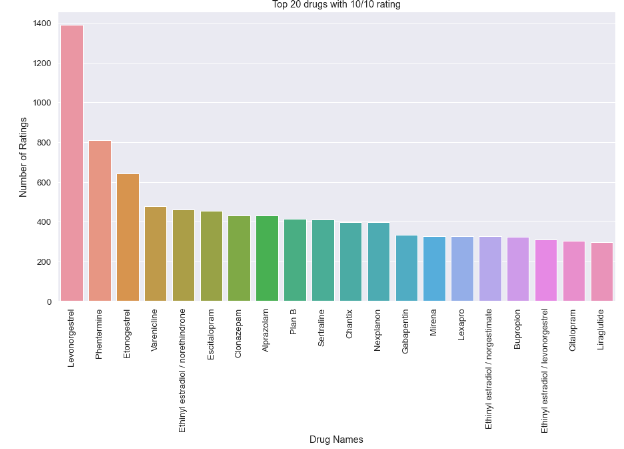 Top 20 drugs with 10/10 rating
1400
1200
1000
800
600
400
200
0
Number of Ratings
Levonorgestrel
Phentermine
Etonogestrel
Varenicline
Ethinyl estradiol / norethindrone
Escitalopram
Clonazepam
Alprazolam
Plan B
Sertraline
Chantix
Nexplanon
Gabapentin
Mirena
Lexapro
Ethinyl estradiol / norgestimate
Bupropion
Ethinyl estradiol / levonorgestrel
Citalopram
Liraglutide
Drug Names